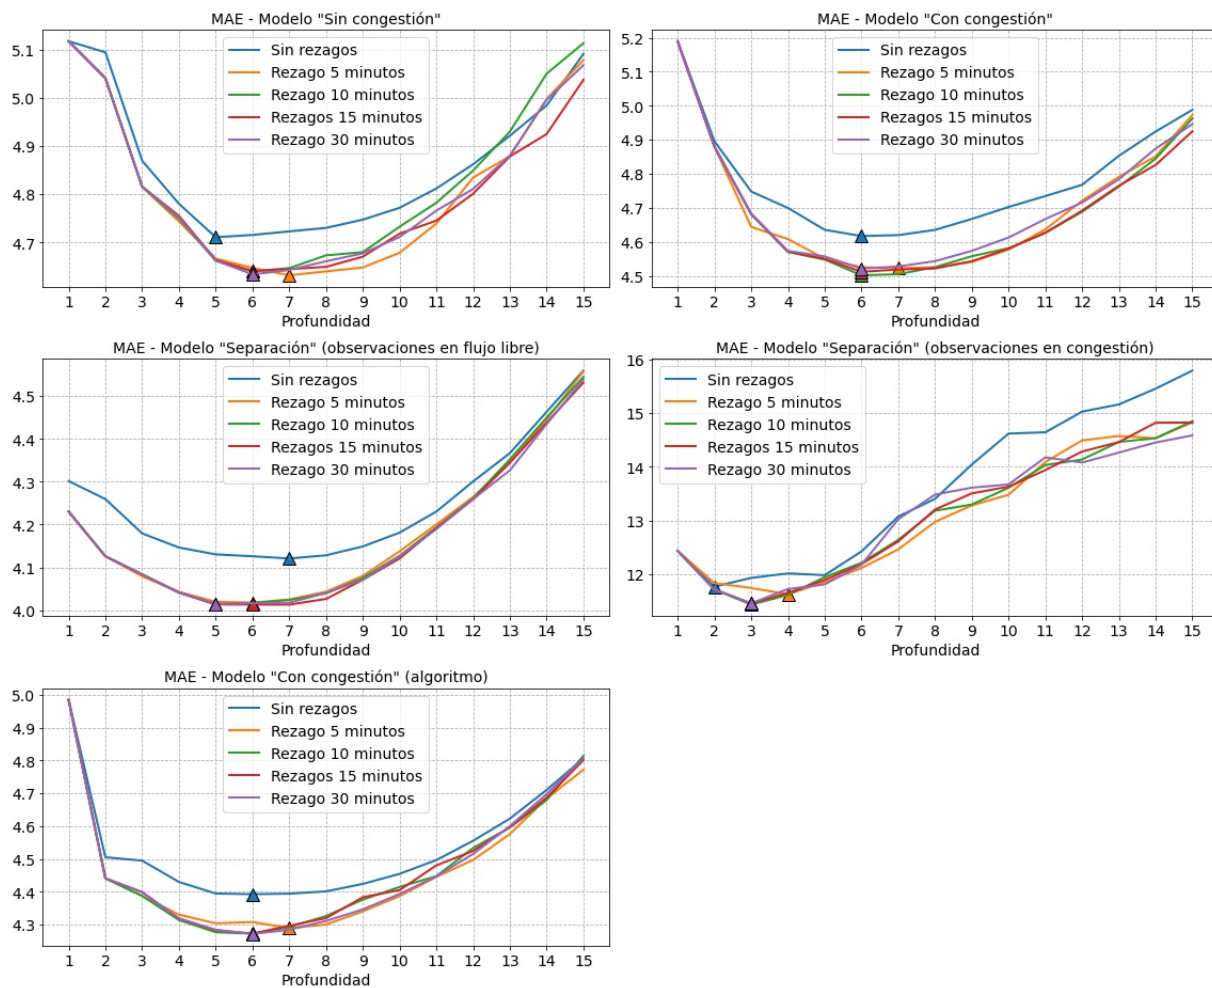 MAE - Modelo "Sin congestión"
5.1
5.0
4.9
4.8
4.7
Sin rezagos
Rezago 5 minutos
Rezago 10 minutos
Rezagos 15 minutos
Rezago 30 minutos
1 2 3 4 5 6 7 8 9 10 11 12 13 14 15
Profundidad
MAE - Modelo "Con congestión"
5.2
5.1
5.0
4.9
4.8
4.7
4.6
4.5
Sin rezagos
Rezago 5 minutos
Rezago 10 minutos
Rezagos 15 minutos
Rezago 30 minutos
1 2 3 4 5 6 7 8 9 10 11 12 13 14 15
Profundidad
MAE - Modelo "Separación" (observaciones en flujo libre)
4.5
4.4
4.3
4.2
4.1
4.0
Sin rezagos
Rezago 5 minutos
Rezago 10 minutos
Rezagos 15 minutos
Rezago 30 minutos
1 2 3 4 5 6 7 8 9 10 11 12 13 14 15
Profundidad
MAE - Modelo "Separación" (observaciones en congestión)
16
15
14
13
12
Sin rezagos
Rezago 5 minutos
Rezago 10 minutos
Rezagos 15 minutos
Rezago 30 minutos
1 2 3 4 5 6 7 8 9 10 11 12 13 14 15
Profundidad
MAE - Modelo "Con congestión" (algoritmo)
5.0
4.9
4.8
4.7
4.6
4.5
4.4
4.3
Sin rezagos
Rezago 5 minutos
Rezago 10 minutos
Rezagos 15 minutos
Rezago 30 minutos
1 2 3 4 5 6 7 8 9 10 11 12 13 14 15
Profundidad